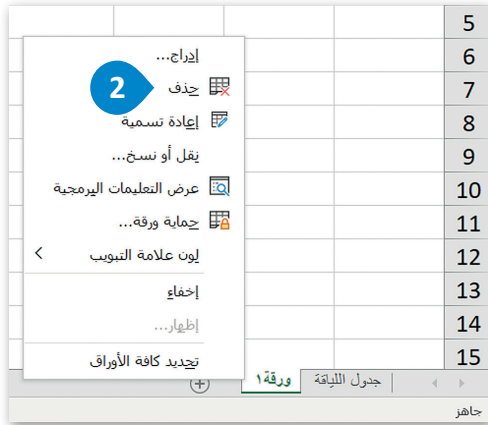 5
6
7
8
9
10
11
12
13
14
15
إدراج...
2
حذف
إعادة تسمية
نقل أو نسخ...
عرض التعليمات البرمجية
حماية ورقة...
لون علامة التبويب
إخفاء
إظهار...
تحديد كافة الأوراق
جدول اللياقة
ورقة١
جاهز